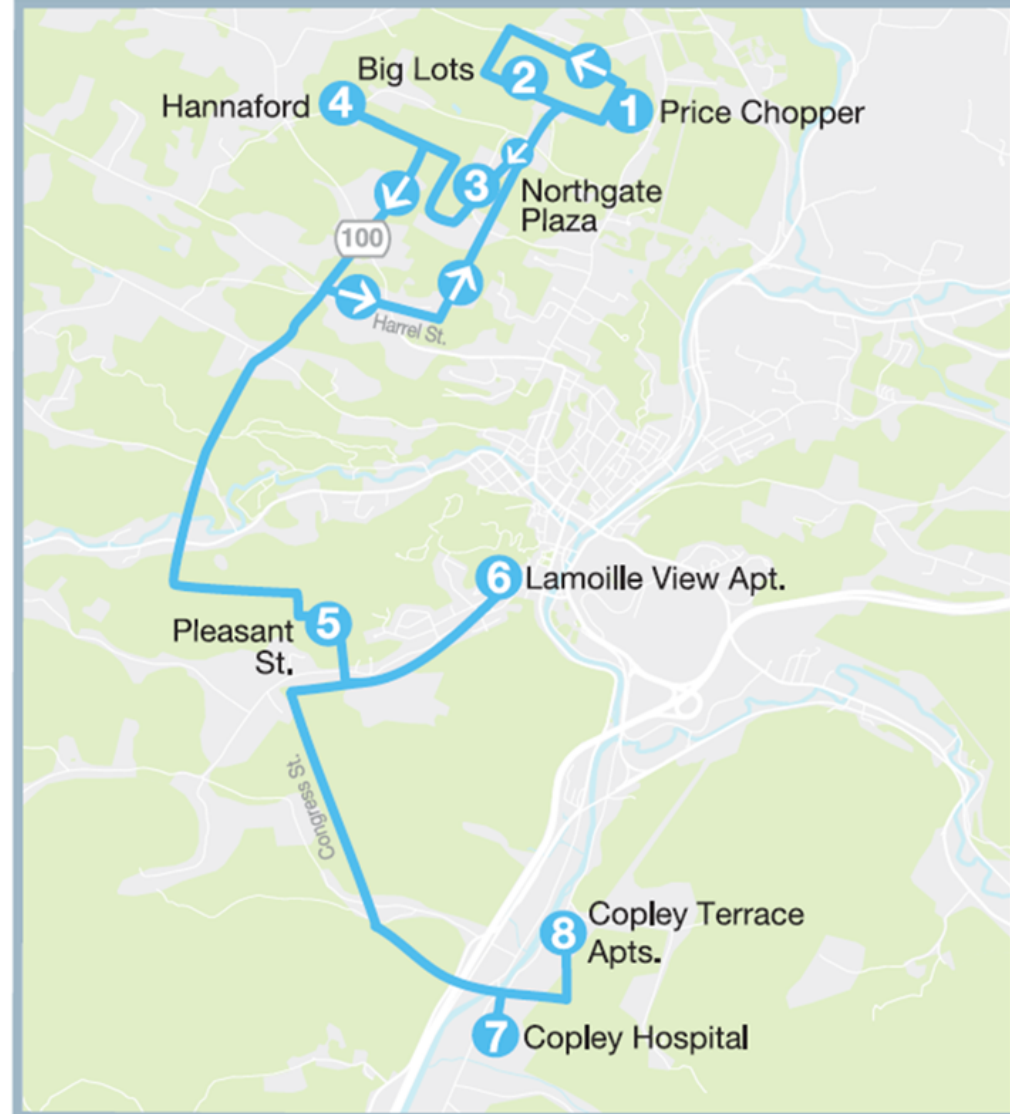 Big Lots
2
1
Price Chopper
Hannaford
4
3
Northgate
Plaza
100
Harrel St.
6
Lamoille View Apt.
Pleasant
St.
5
Congress St.
8
Copley Terrace
Apts.
7
Copley Hospital